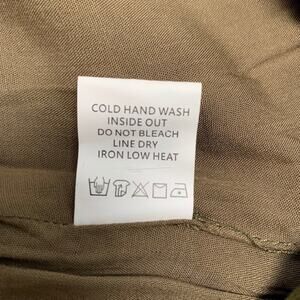 COLD HAND WASH
INSIDE OUT
DO NOT BLEACH
LINE DRY
IRON LOW HEAT